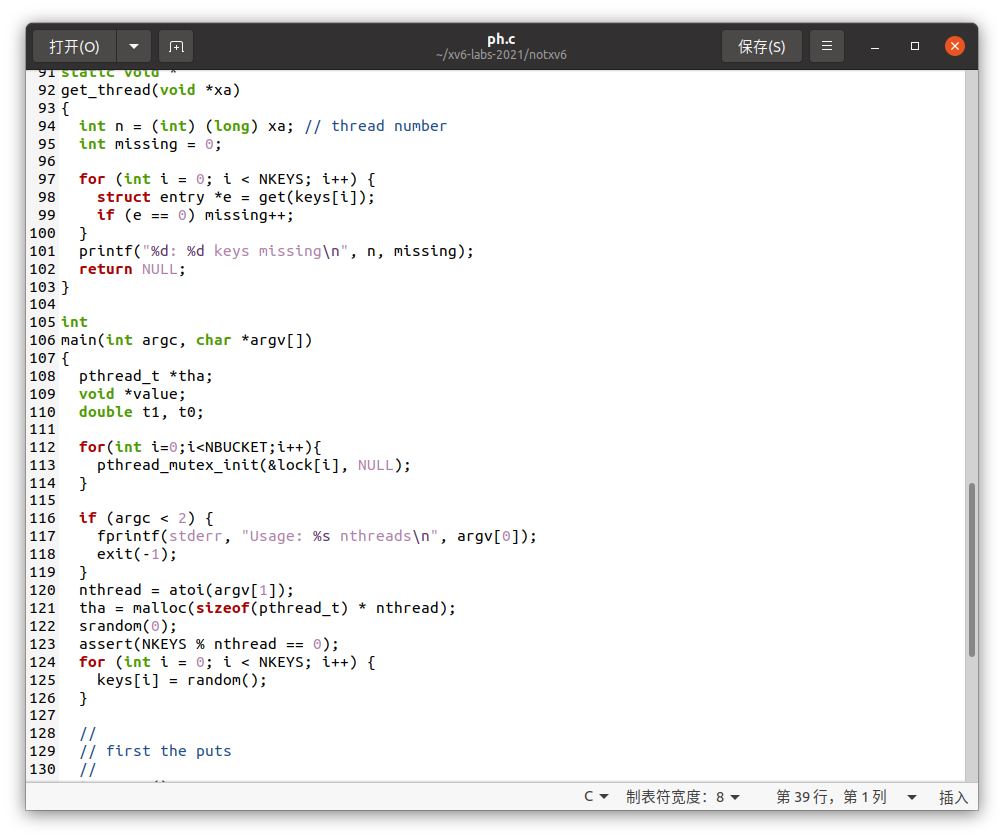 打开(O)
ph.c
~/xv6-labs-2021/notxv6
保存(S)
91 static void *
92 get_thread(void *xa)
93 {
94   int n = (int) (long) xa; // thread number
95   int missing = 0;
96
97   for (int i = 0; i < NKEYS; i++) {
98     struct entry *e = get(keys[i]);
99     if (e == 0) missing++;
100   }
101   printf("%d: %d keys missing\n", n, missing);
102   return NULL;
103 }
104
105 int
106 main(int argc, char *argv[])
107 {
108   pthread_t *tha;
109   void *value;
110   double t1, t0;
111
112   for(int i=0;i<NBUCKET;i++){
113     pthread_mutex_init(&lock[i], NULL);
114   }
115
116   if (argc < 2) {
117     fprintf(stderr, "Usage: %s nthreads\n", argv[0]);
118     exit(-1);
119   }
120   nthread = atoi(argv[1]);
121   tha = malloc(sizeof(pthread_t) * nthread);
122   srandom(0);
123   assert(NKEYS % nthread == 0);
124   for (int i = 0; i < NKEYS; i++) {
125     keys[i] = random();
126   }
127
128   //
129   // first the puts
130   //
C 制表符宽度：8 第 39 行，第 1 列 插入